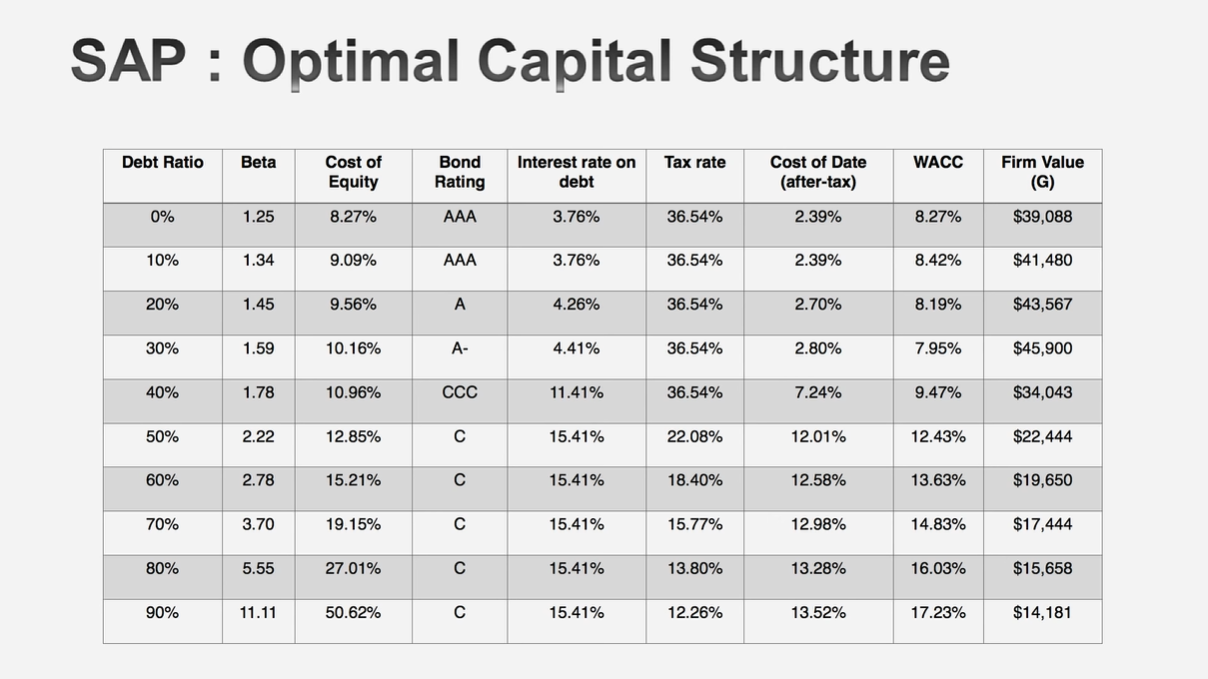 SAP : Optimal Capital Structure
Debt Ratio Beta Cost of Equity Bond Rating Interest rate on debt Tax rate Cost of Date (after-tax) WACC Firm Value (G)
0% 1.25 8.27% AAA 3.76% 36.54% 2.39% 8.27% $39,088
10% 1.34 9.09% AAA 3.76% 36.54% 2.39% 8.42% $41,480
20% 1.45 9.56% A 4.26% 36.54% 2.70% 8.19% $43,567
30% 1.59 10.16% A- 4.41% 36.54% 2.80% 7.95% $45,900
40% 1.78 10.96% CCC 11.41% 36.54% 7.24% 9.47% $34,043
50% 2.22 12.85% C 15.41% 22.08% 12.01% 12.43% $22,444
60% 2.78 15.21% C 15.41% 18.40% 12.58% 13.63% $19,650
70% 3.70 19.15% C 15.41% 15.77% 12.98% 14.83% $17,444
80% 5.55 27.01% C 15.41% 13.80% 13.28% 16.03% $15,658
90% 11.11 50.62% C 15.41% 12.26% 13.52% 17.23% $14,181